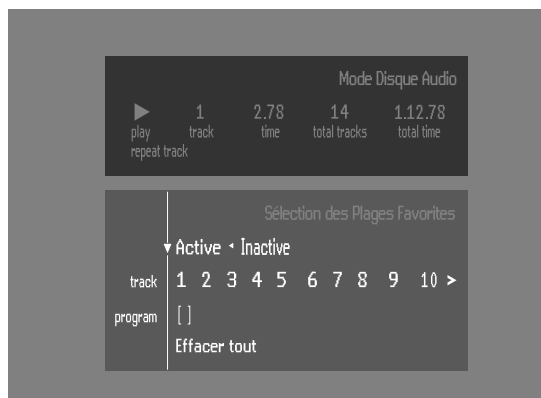 Mode Disque Audio
1 2.78 14 1.12.78
play track time total tracks total time
repeat track
Sélection des Plages Favorites
Active Inactive
track 1 2 3 4 5 6 7 8 9 10 >
program [ ]
Effacer tout